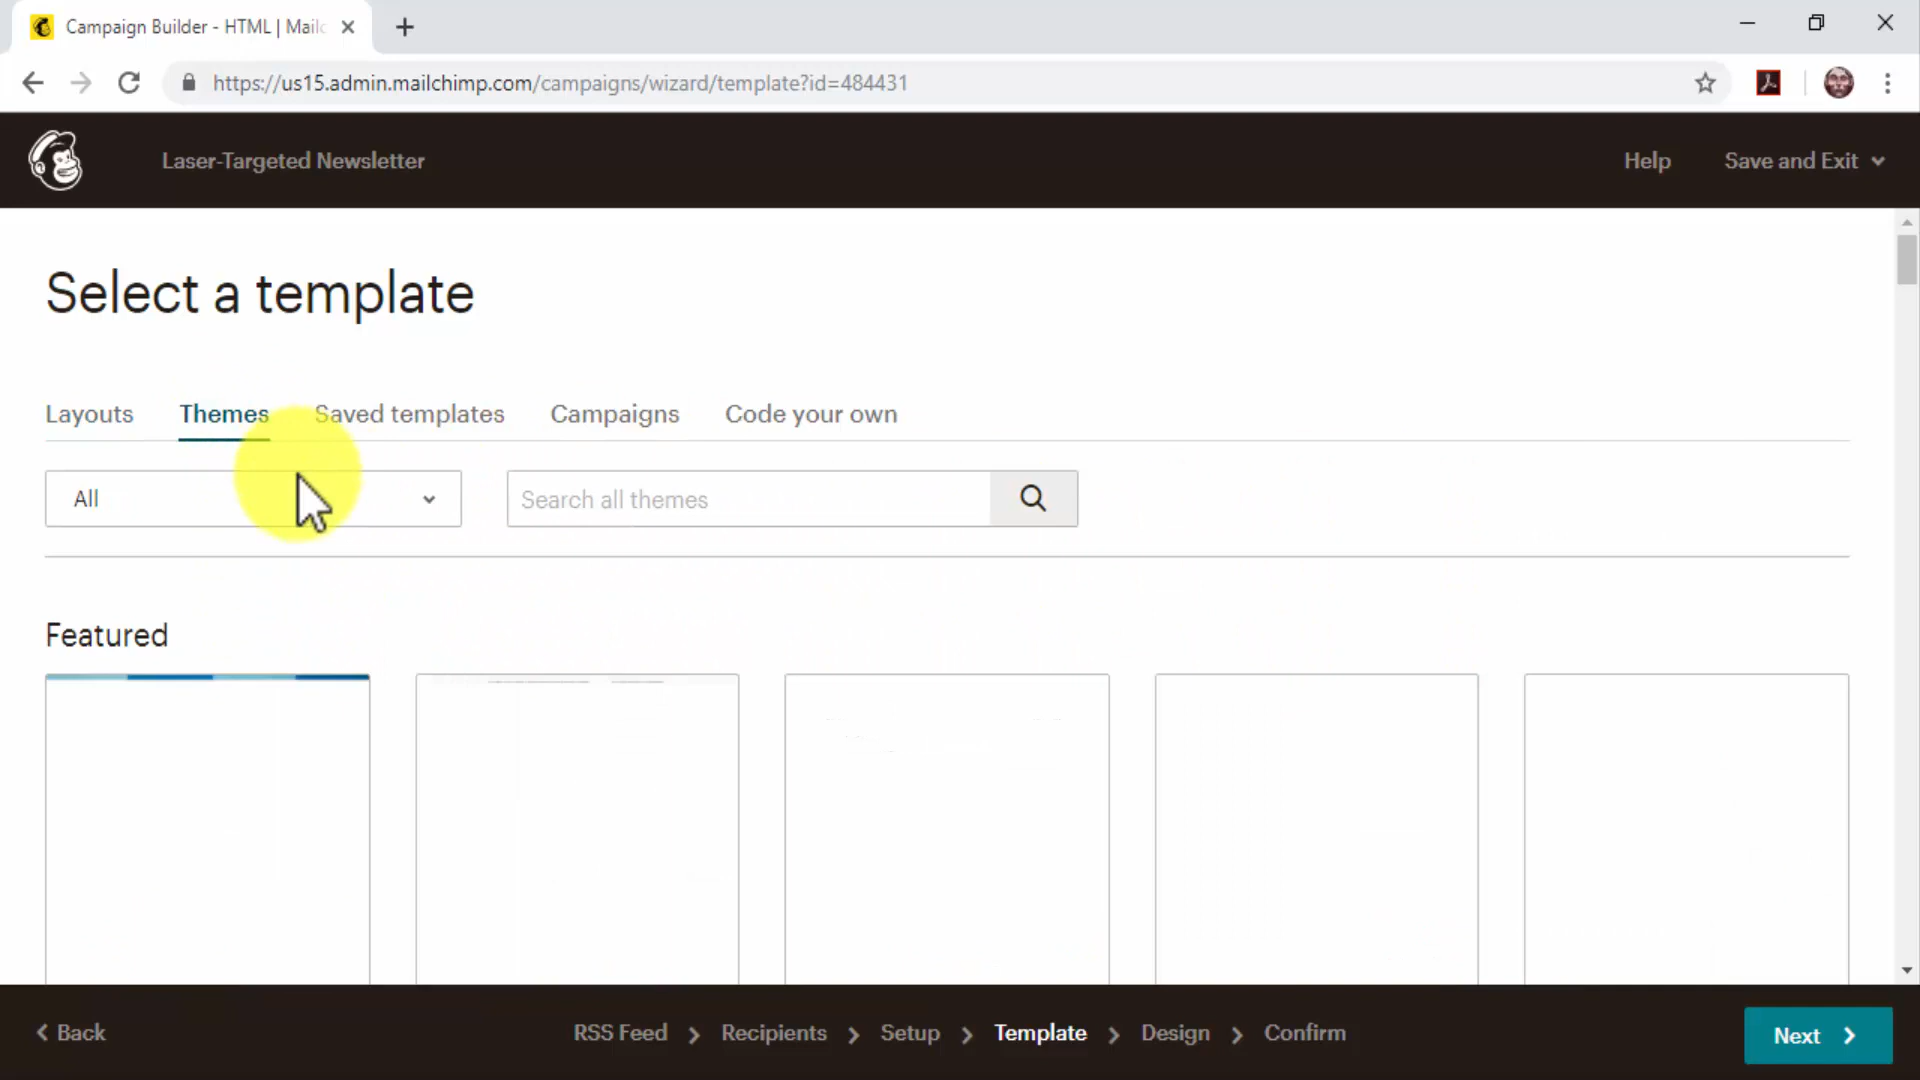 Campaign Builder - HTML | Mailc
https://us15.admin.mailchimp.com/campaigns/wizard/template?id=484431
Laser-Targeted Newsletter
Help
Save and Exit
Select a template
Layouts
Themes
Saved templates
Campaigns
Code your own
All
Search all themes
Featured
Back
RSS Feed
Recipients
Setup
Template
Design
Confirm
Next